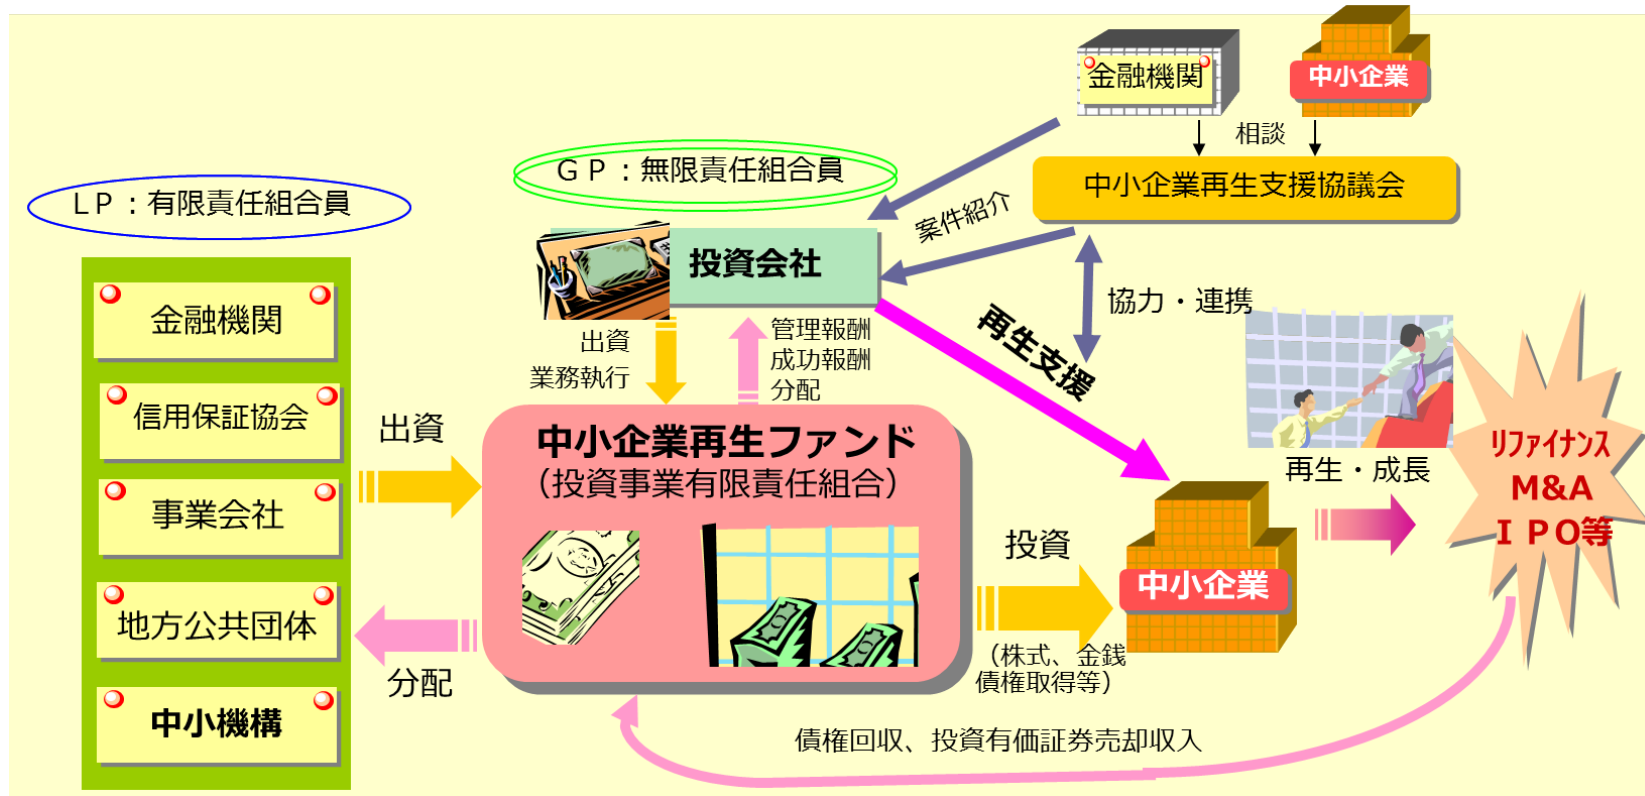 金融機関
中小企業
相談
中小企業再生支援協議会
ＧＰ：無限責任組合員
ＬＰ：有限責任組合員
案件紹介
投資会社
協力・連携
金融機関
信用保証協会
事業会社
地方公共団体
中小機構
出資
業務執行
管理報酬
成功報酬
分配
再生支援
出資
分配
中小企業再生ファンド
（投資事業有限責任組合）
投資
（株式、金銭
債権取得等）
中小企業
再生・成長
ﾘﾌｧｲﾅﾝｽ
M&A
ＩＰＯ等
債権回収、投資有価証券売却収入